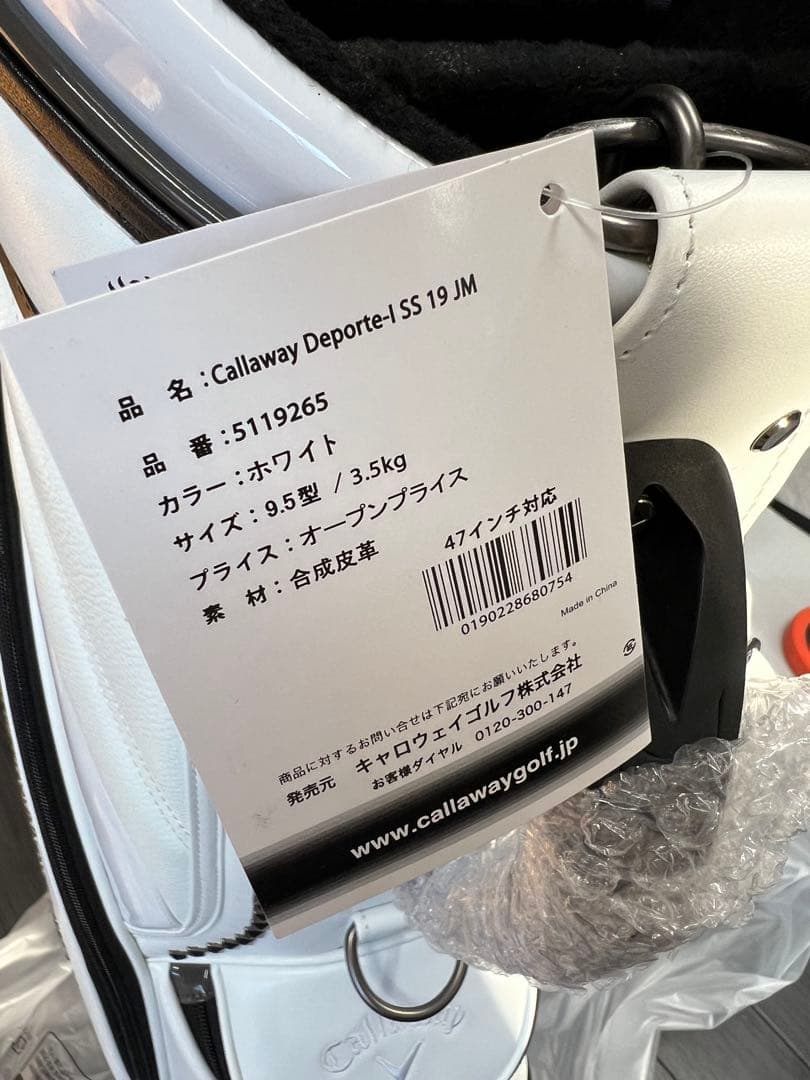 品 名：Callaway Deporte-I SS 19 JM
品 番：5119265
カラー：ホワイト
サイズ：9.5型 / 3.5kg
プライス：オープンプライス
素 材：合成皮革
47インチ対応
0190228680754
Made in China
商品に対するお問い合せは下記宛にお願いいたします。
発売元 キャロウェイゴルフ株式会社
お客様ダイヤル 0120-300-147
www.callawaygolf.jp
Callaway